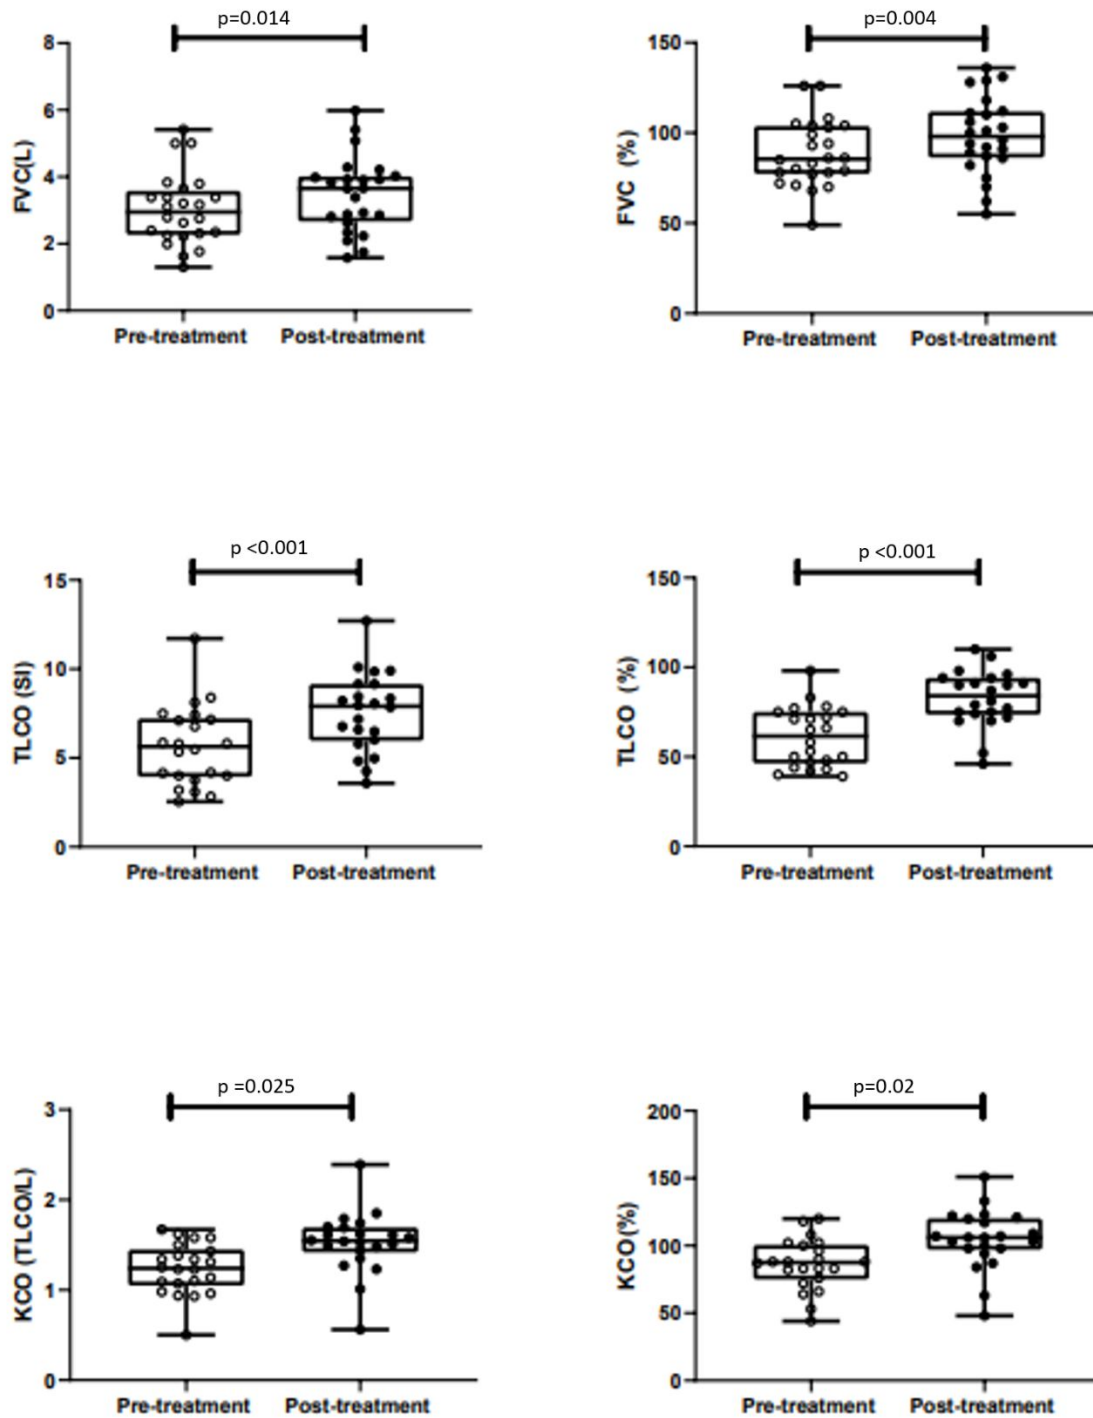 p=0.014
8
6
4
2
0
FVC(L)
Pre-treatment Post-treatment
p=0.004
150
100
50
0
FVC (%)
Pre-treatment Post-treatment
p <0.001
15
10
5
0
TLCO (SI)
Pre-treatment Post-treatment
p <0.001
150
100
50
0
TLCO (%)
Pre-treatment Post-treatment
p =0.025
3
2
1
0
KCO (TLCO/L)
Pre-treatment Post-treatment
p=0.02
200
150
100
50
0
KCO(%)
Pre-treatment Post-treatment